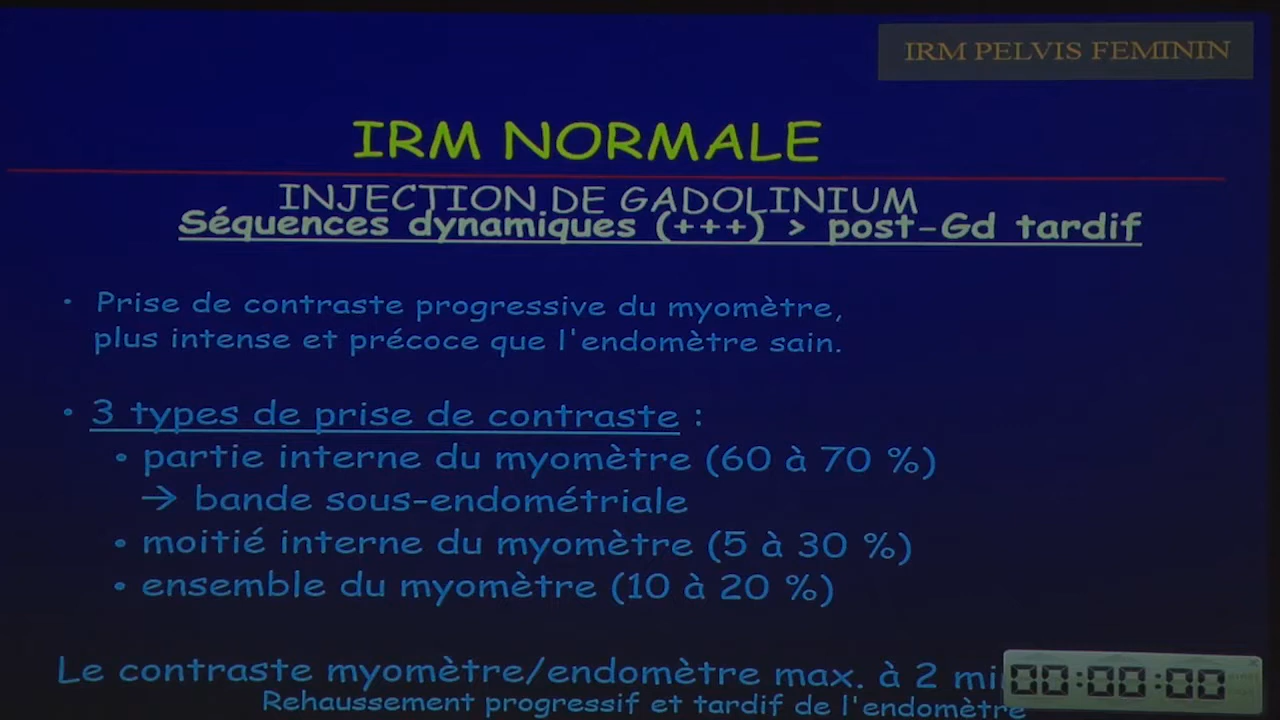 IRM PELVIS FEMININ
IRM NORMALE
INJECTION DE GADOLINIUM
Séquences dynamiques (+++) > post-Gd tardif
• Prise de contraste progressive du myomètre,
plus intense et précoce que l'endomètre sain.
• 3 types de prise de contraste :
• partie interne du myomètre (60 à 70 %)
→ bande sous-endométriale
• moitié interne du myomètre (5 à 30 %)
• ensemble du myomètre (10 à 20 %)
Le contraste myomètre/endomètre max. à 2 mi
00:00:00
Rehaussement progressif et tardif de l'endomètre